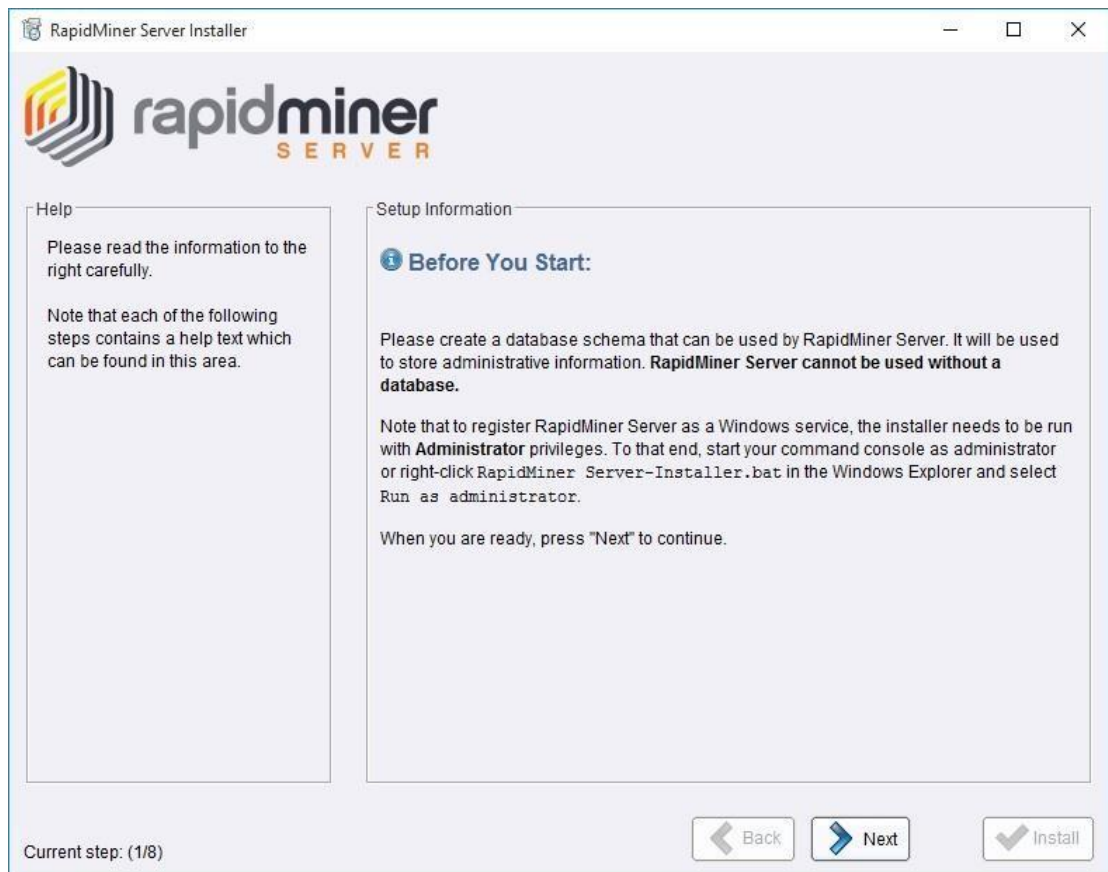 RapidMiner Server Installer
rapidminer
SERVER
Help
Please read the information to the
right carefully.
Note that each of the following
steps contains a help text which
can be found in this area.
Setup Information
Before You Start:
Please create a database schema that can be used by RapidMiner Server. It will be used
to store administrative information. RapidMiner Server cannot be used without a
database.
Note that to register RapidMiner Server as a Windows service, the installer needs to be run
with Administrator privileges. To that end, start your command console as administrator
or right-click RapidMiner Server-Installer.bat in the Windows Explorer and select
Run as administrator.
When you are ready, press "Next" to continue.
Current step: (1/8)
Back
Next
Install